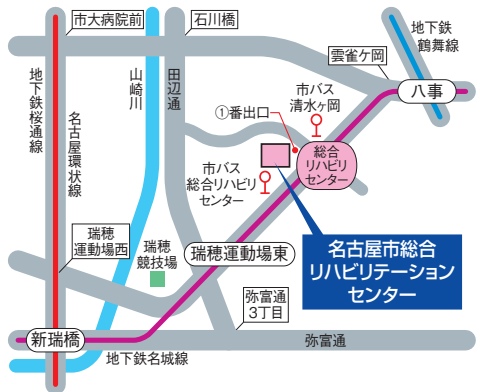 市大病院前
石川橋
地下鉄
鶴舞線
雲雀ケ岡
八事
地下鉄桜通線
名古屋環状線
山崎川
田辺通
市バス
清水ヶ岡
①番出口
総合
リハビリ
センター
市バス
総合リハビリ
センター
瑞穂
運動場西
瑞穂
競技場
瑞穂運動場東
名古屋市総合
リハビリテーション
センター
弥富通
3丁目
新瑞橋
弥富通
地下鉄名城線